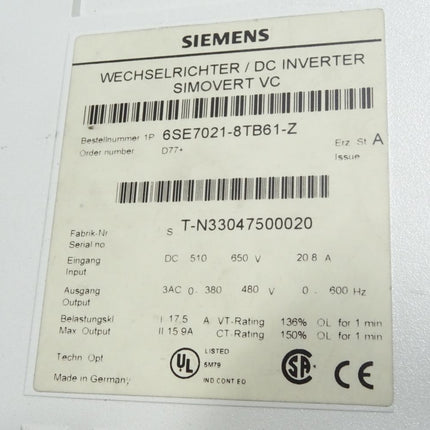 SIEMENS
WECHSELRICHTER / DC INVERTER
SIMOVERT VC
Bestellnummer 1P 6SE7021-8TB61-Z
Order number D77+
Erz. St. A
Issue
Fabrik-Nr S T-N33047500020
Serial no
Eingang DC 510 650 V 20.8 A
Input
Ausgang 3AC 0- 380 480 V 0 - 600 Hz
Output
Belastungskl I 17.5 A VT-Rating 136% OL for 1 min
Max. Output II 15.9A CT-Rating 150% OL for 1 min
Techn. Opt
Made in Germany
UL LISTED
5M79
IND CONT EQ
SA CE